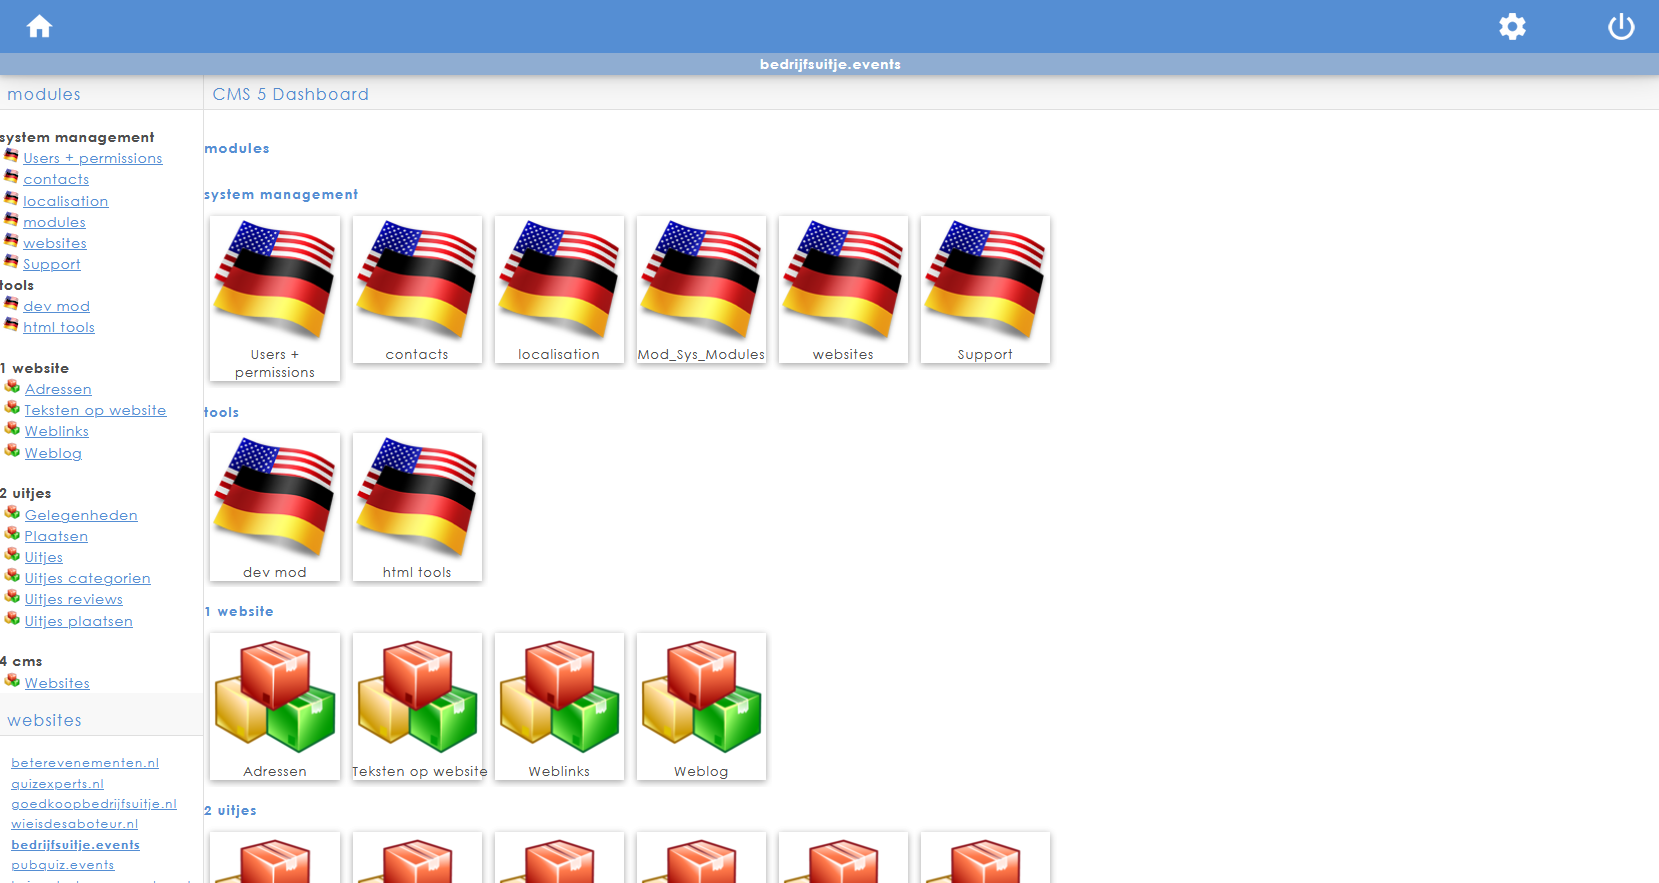 bedrijfsuitje.events
modules
system management
Users + permissions
contacts
localisation
modules
websites
Support
tools
dev mod
html tools
1 website
Adressen
Teksten op website
Weblinks
Weblog
2 uitjes
Gelegenheden
Plaatsen
Uitjes
Uitjes categorien
Uitjes reviews
Uitjes plaatsen
4 cms
Websites
websites
beterevenementen.nl
quizexperts.nl
goedkoopbedrijfsuitje.nl
wieisdesaboteur.nl
bedrijfsuitje.events
pubquiz.events
CMS 5 Dashboard
modules
system management
Users +
permissions
contacts
localisation
Mod_Sys_Modules
websites
Support
tools
dev mod
html tools
1 website
Adressen
Teksten op website
Weblinks
Weblog
2 uitjes